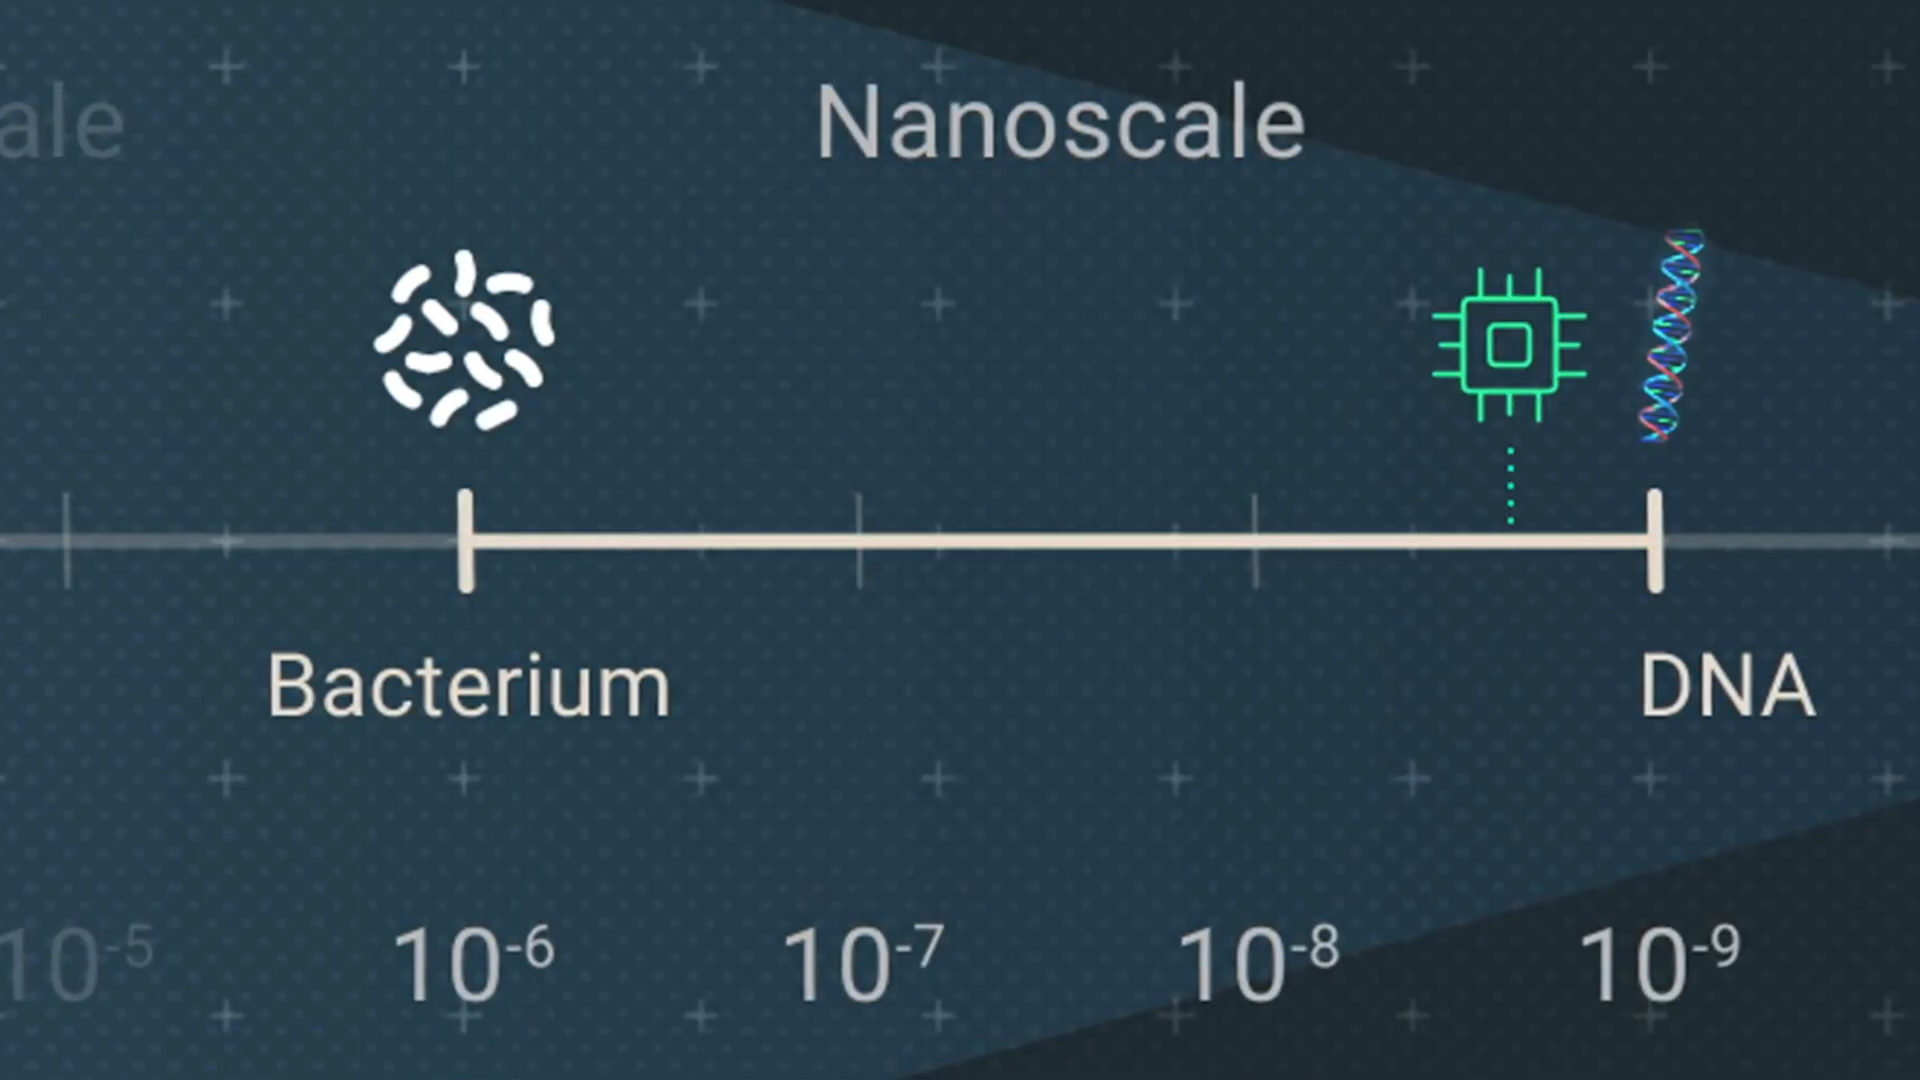 ale
Nanoscale
Bacterium
DNA
10⁻⁵
10⁻⁶
10⁻⁷
10⁻⁸
10⁻⁹